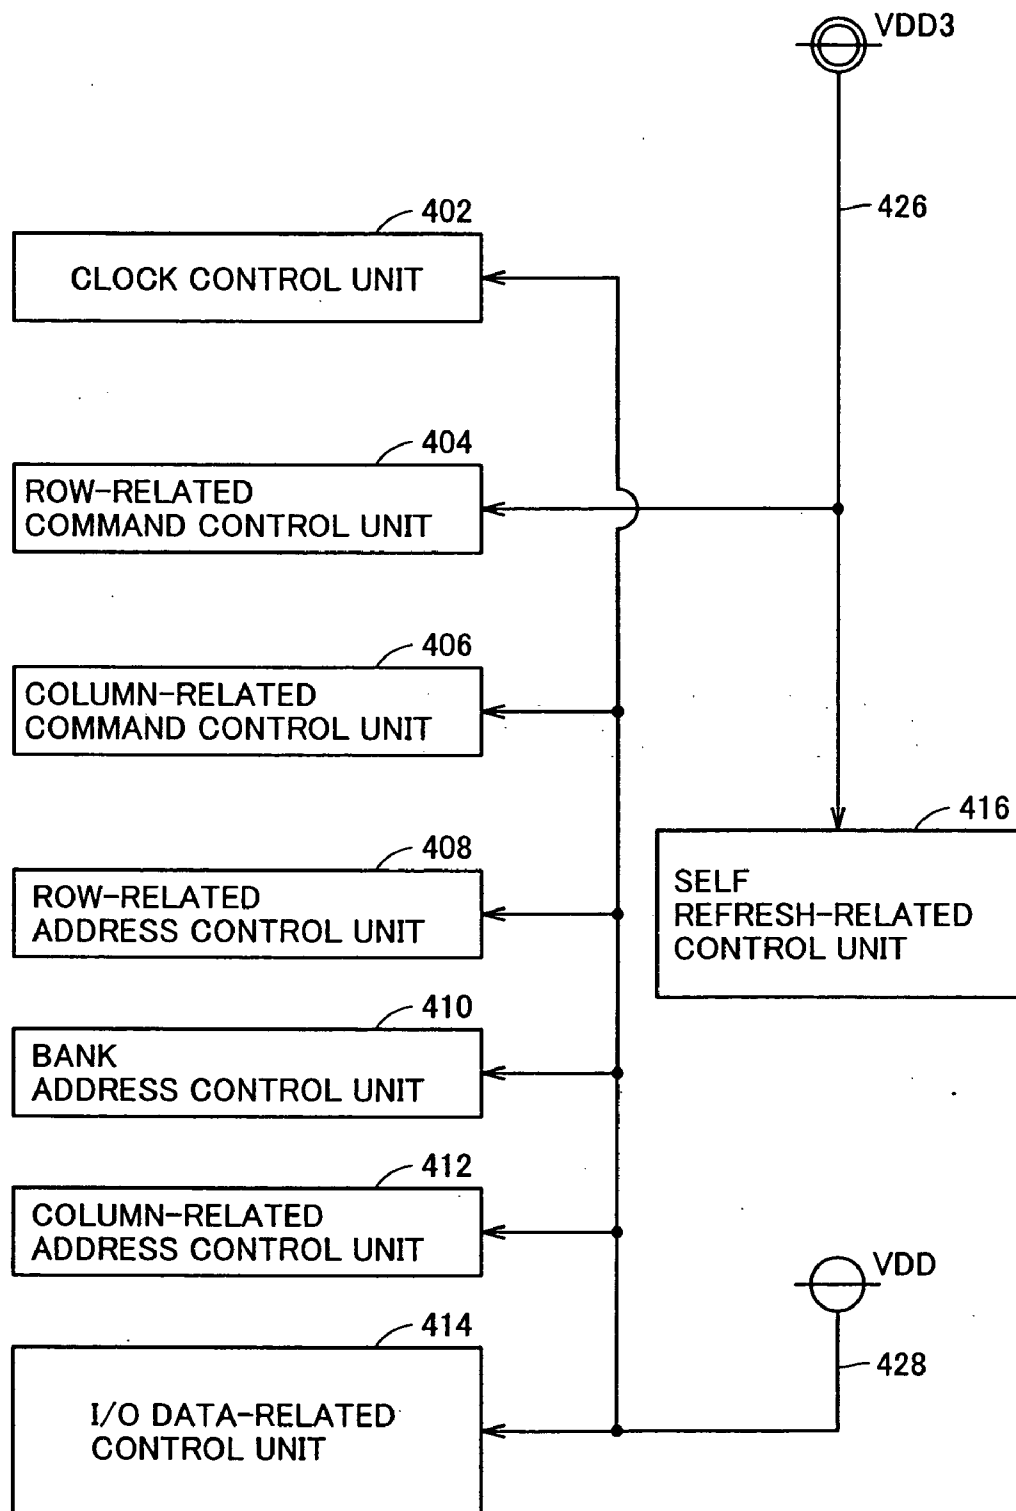 VDD3
426
402
CLOCK CONTROL UNIT
404
ROW-RELATED
COMMAND CONTROL UNIT
406
COLUMN-RELATED
COMMAND CONTROL UNIT
416
SELF
REFRESH-RELATED
CONTROL UNIT
408
ROW-RELATED
ADDRESS CONTROL UNIT
410
BANK
ADDRESS CONTROL UNIT
412
COLUMN-RELATED
ADDRESS CONTROL UNIT
VDD
428
414
I/O DATA-RELATED
CONTROL UNIT